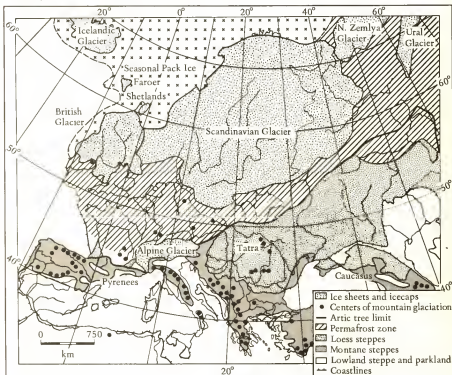 20° 0° 20° 40° 60°
60°
Icelandic
Glacier
N. Zemlya
Glacier
Ural
Glacier
Seasonal Pack Ice
Faroer
Shetlands
60°
British
Glacier
Scandinavian Glacier
50°
50°
Alpine Glacier
Tatra
40°
Pyrenees
Caucasus
40°
0 750
km
20°
Ice sheets and icecaps
Centers of mountain glaciation
Artic tree limit
Permafrost zone
Loess steppes
Montane steppes
Lowland steppe and parkland
Coastlines